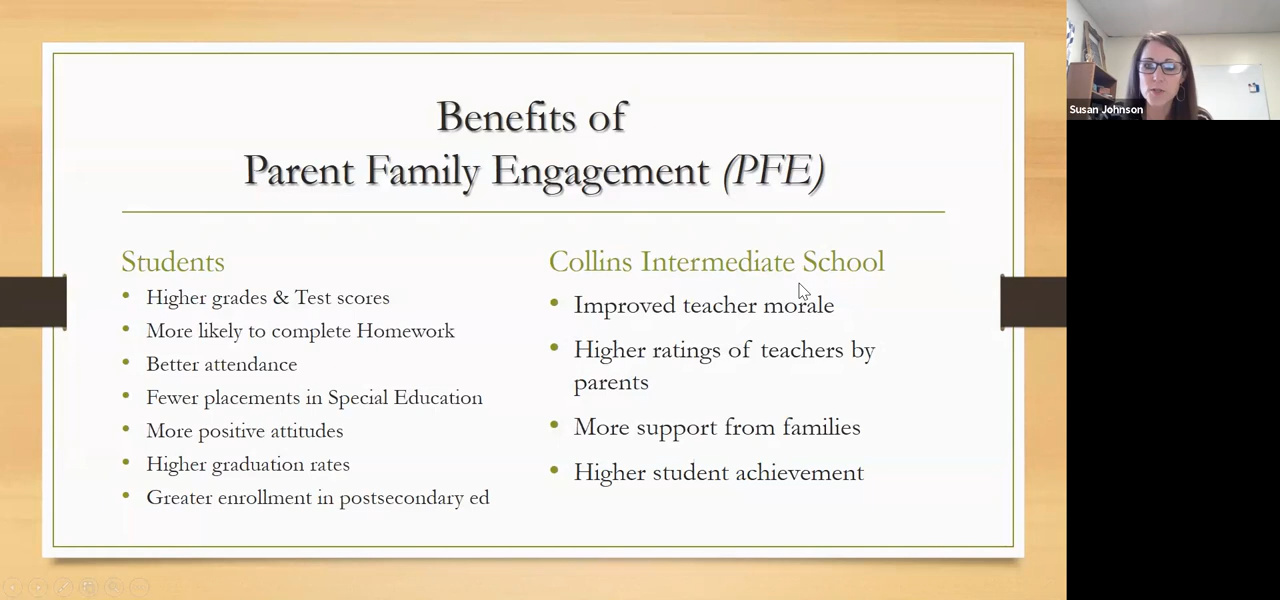 Benefits of
Parent Family Engagement (PFE)
Students
Higher grades & Test scores
More likely to complete Homework
Better attendance
Fewer placements in Special Education
More positive attitudes
Higher graduation rates
Greater enrollment in postsecondary ed
Collins Intermediate School
Improved teacher morale
Higher ratings of teachers by
parents
More support from families
Higher student achievement
Susan Johnson